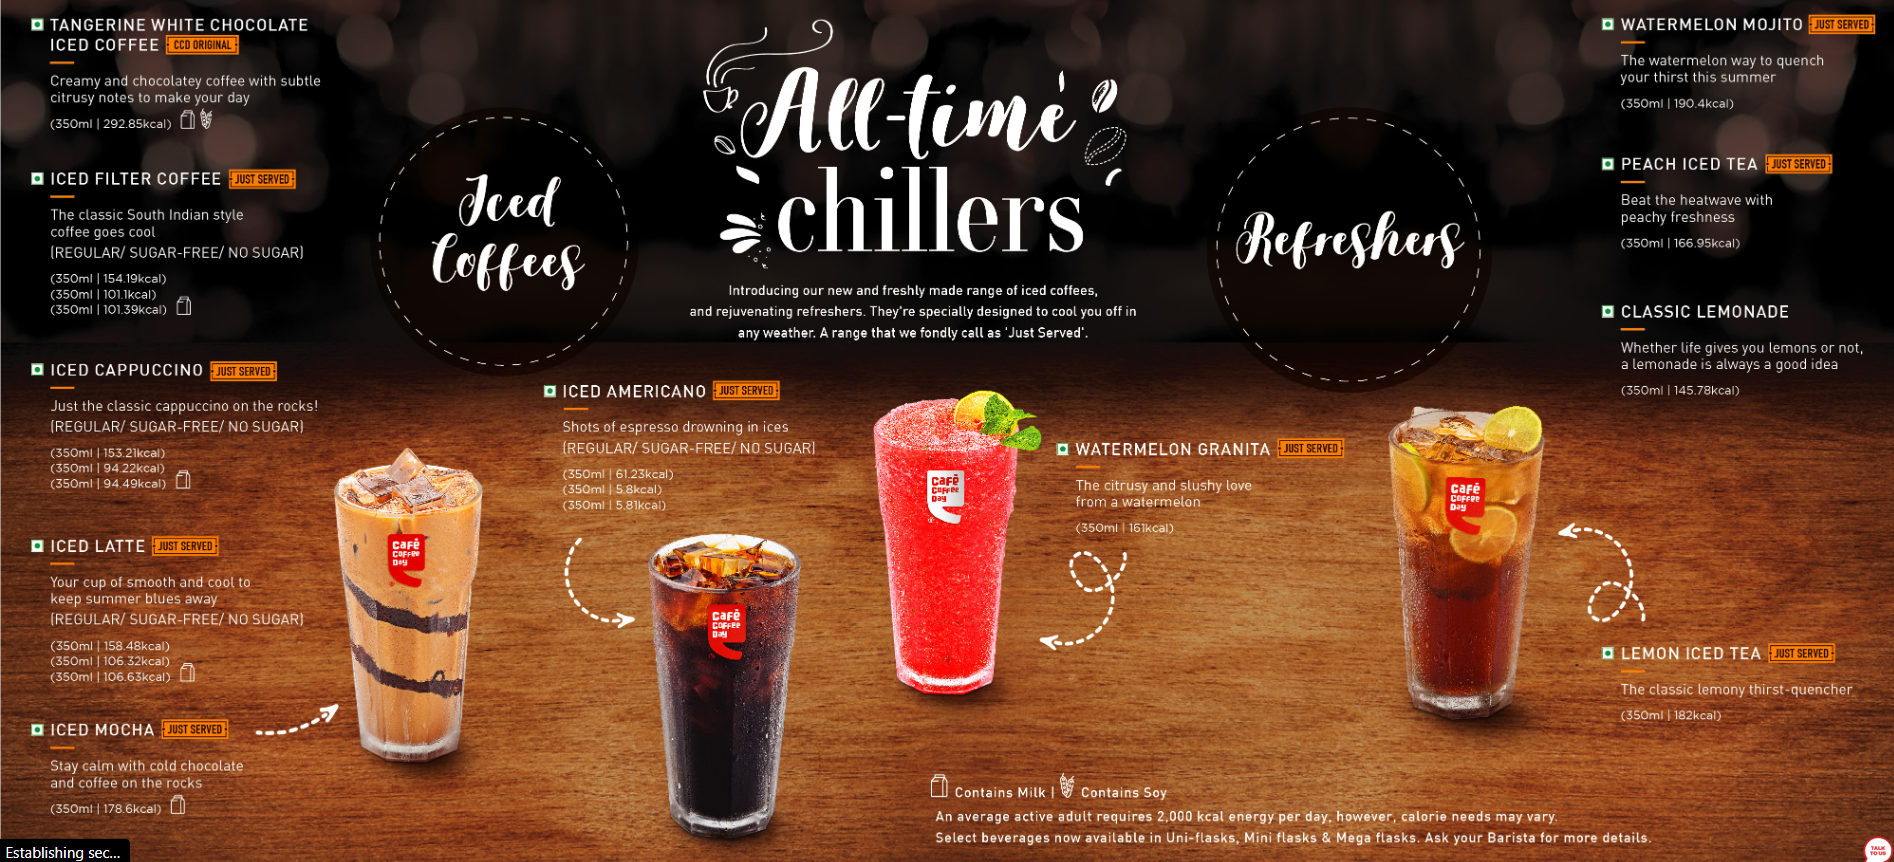 TANGERINE WHITE CHOCOLATE
ICED COFFEE CCD ORIGINAL
Creamy and chocolatey coffee with subtle
citrusy notes to make your day
(350ml | 292.85kcal)
ICED FILTER COFFEE JUST SERVED
The classic South Indian style
coffee goes cool
(REGULAR/ SUGAR-FREE/ NO SUGAR)
(350ml | 154.19kcal)
(350ml | 101.1kcal)
(350ml | 101.39kcal)
ICED CAPPUCCINO JUST SERVED
Just the classic cappuccino on the rocks!
(REGULAR/ SUGAR-FREE/ NO SUGAR)
(350ml | 153.21kcal)
(350ml | 94.22kcal)
(350ml | 94.49kcal)
ICED LATTE JUST SERVED
Your cup of smooth and cool to
keep summer blues away
(REGULAR/ SUGAR-FREE/ NO SUGAR)
(350ml | 158.48kcal)
(350ml | 106.32kcal)
(350ml | 106.63kcal)
ICED MOCHA JUST SERVED
Stay calm with cold chocolate
and coffee on the rocks
(350ml | 178.6kcal)
Iced
Coffees
All-time
chillers
Introducing our new and freshly made range of iced coffees,
and rejuvenating refreshers. They're specially designed to cool you off in
any weather. A range that we fondly call as 'Just Served'.
ICED AMERICANO JUST SERVED
Shots of espresso drowning in ices
(REGULAR/ SUGAR-FREE/ NO SUGAR)
(350ml | 61.23kcal)
(350ml | 5.8kcal)
(350ml | 5.81kcal)
café
coffee
Day
café
coffee
Day
café
coffee
Day
WATERMELON GRANITA JUST SERVED
The citrusy and slushy love
from a watermelon
(350ml | 161kcal)
Refreshers
café
coffee
Day
WATERMELON MOJITO JUST SERVED
The watermelon way to quench
your thirst this summer
(350ml | 190.4kcal)
PEACH ICED TEA JUST SERVED
Beat the heatwave with
peachy freshness
(350ml | 166.95kcal)
CLASSIC LEMONADE
Whether life gives you lemons or not,
a lemonade is always a good idea
(350ml | 145.78kcal)
LEMON ICED TEA JUST SERVED
The classic lemony thirst-quencher
(350ml | 182kcal)
Contains Milk | Contains Soy
An average active adult requires 2,000 kcal energy per day, however, calorie needs may vary.
Select beverages now available in Uni-flasks, Mini flasks & Mega flasks. Ask your Barista for more details.
Establishing sec...
TALK
TO US